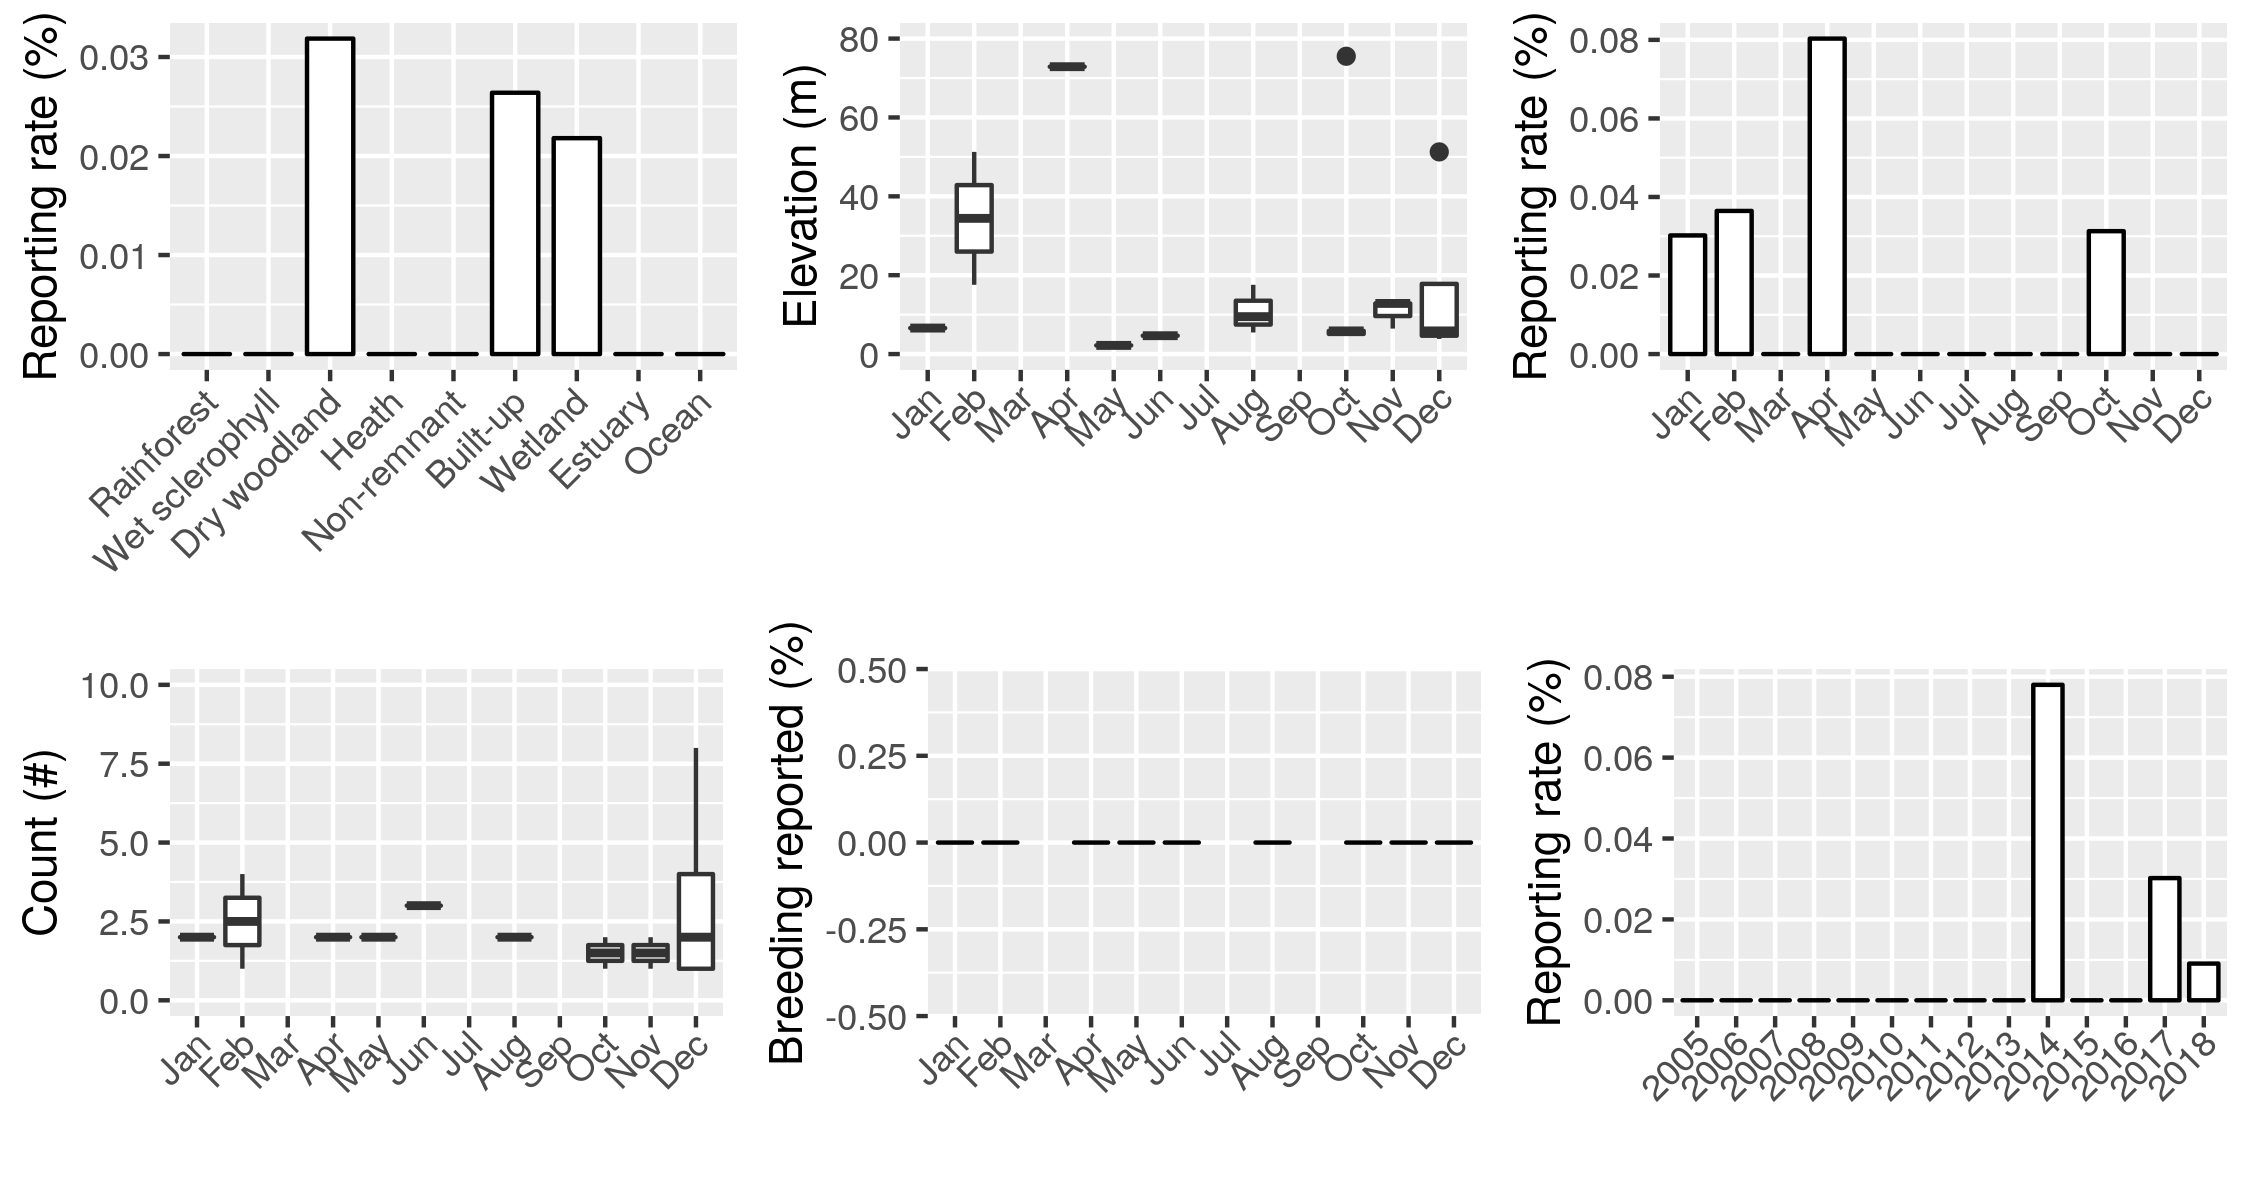 Reporting rate (%)
0.03
0.02
0.01
0.00
Rainforest
Wet sclerophyll
Dry woodland
Heath
Non-remnant
Built-up
Wetland
Estuary
Ocean
Elevation (m)
80
60
40
20
0
Jan
Feb
Mar
Apr
May
Jun
Jul
Aug
Sep
Oct
Nov
Dec
Reporting rate (%)
0.08
0.06
0.04
0.02
0.00
Jan
Feb
Mar
Apr
May
Jun
Jul
Aug
Sep
Oct
Nov
Dec
Count (#)
10.0
7.5
5.0
2.5
0.0
Jan
Feb
Mar
Apr
May
Jun
Jul
Aug
Sep
Oct
Nov
Dec
Breeding reported (%)
0.50
0.25
0.00
-0.25
-0.50
Jan
Feb
Mar
Apr
May
Jun
Jul
Aug
Sep
Oct
Nov
Dec
Reporting rate (%)
0.08
0.06
0.04
0.02
0.00
2005
2006
2007
2008
2009
2010
2011
2012
2013
2014
2015
2016
2017
2018